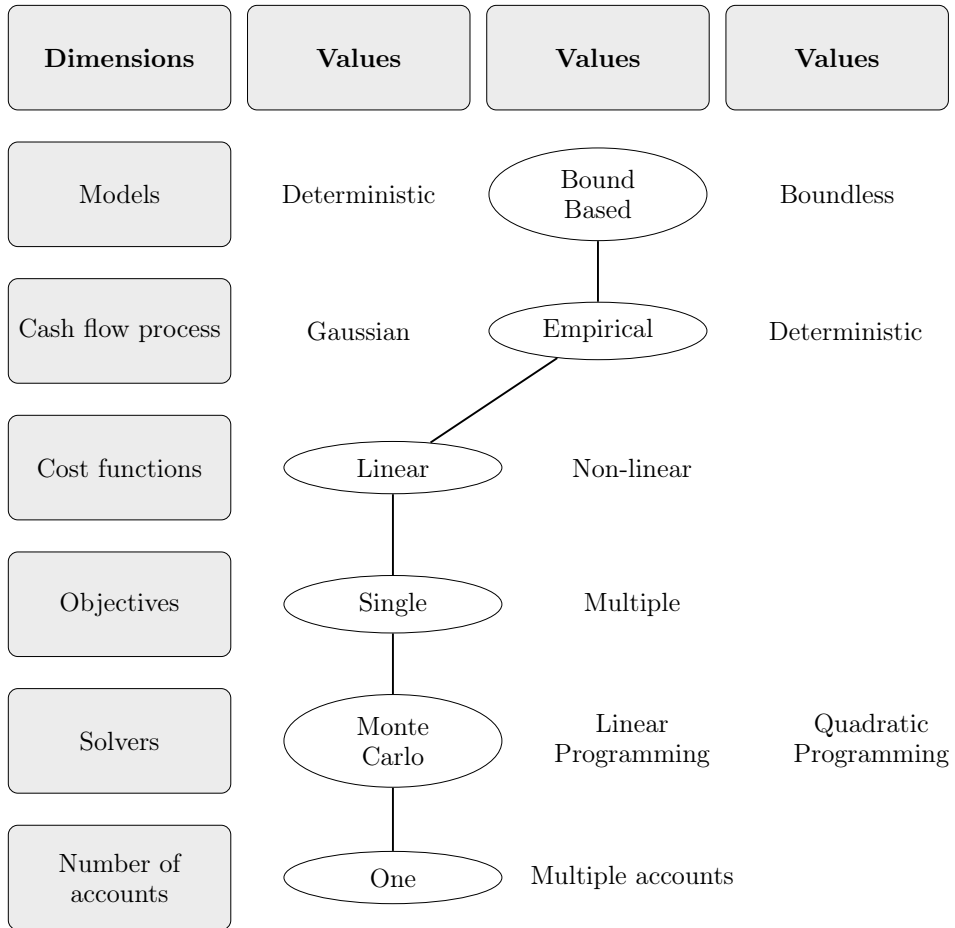 Dimensions
Values
Values
Values
Models
Deterministic
Bound
Based
Boundless
Cash flow process
Gaussian
Empirical
Deterministic
Cost functions
Linear
Non-linear
Objectives
Single
Multiple
Solvers
Monte
Carlo
Linear
Programming
Quadratic
Programming
Number of
accounts
One
Multiple accounts